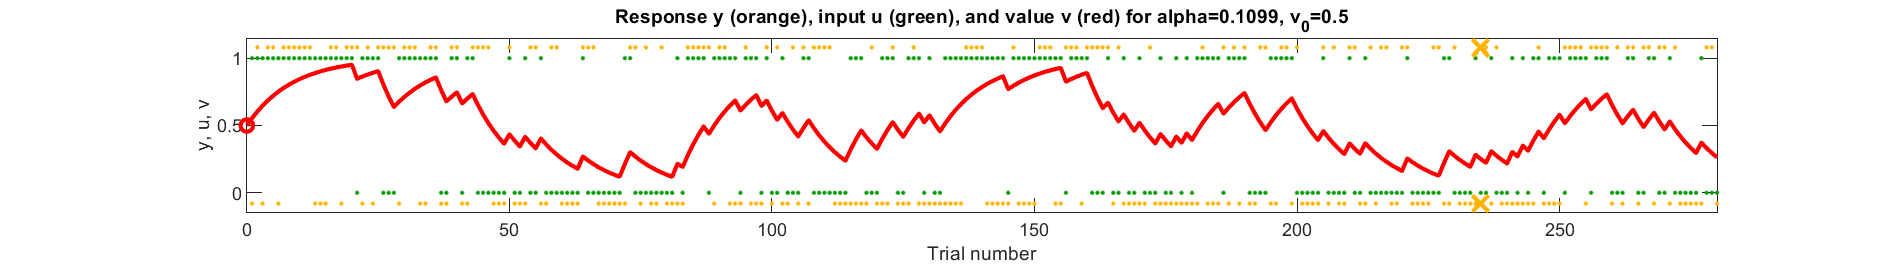 Response y (orange), input u (green), and value v (red) for alpha=0.1099, v₀=0.5
y, u, v
1
0.5
0
0 50 100 150 200 250
Trial number